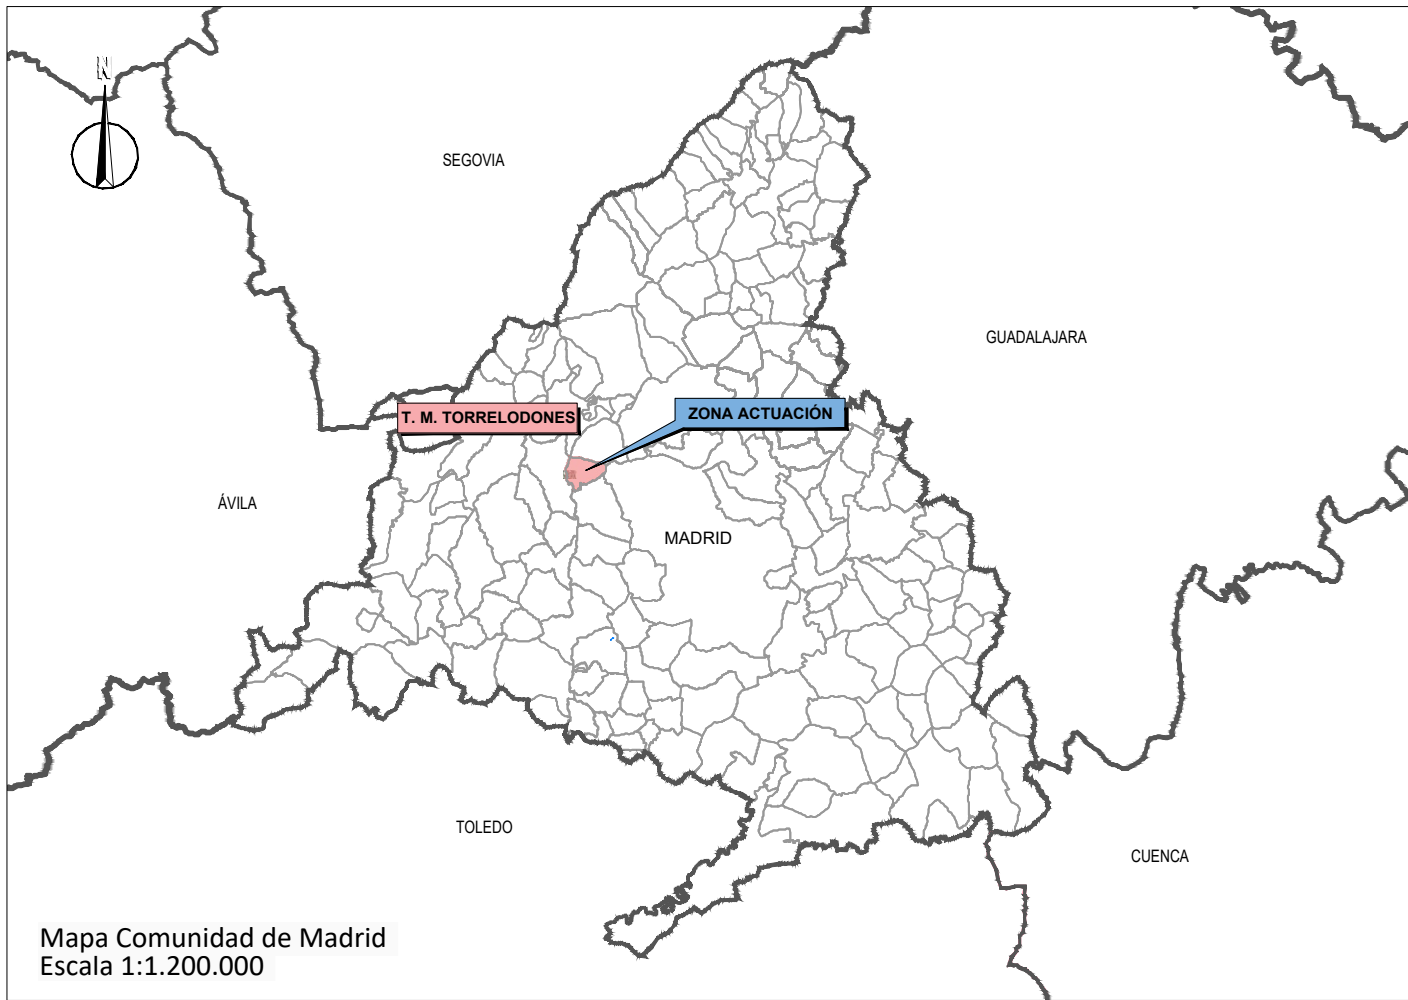 N
SEGOVIA
GUADALAJARA
T. M. TORRELODONES
ZONA ACTUACIÓN
ÁVILA
MADRID
TOLEDO
CUENCA
Mapa Comunidad de Madrid
Escala 1:1.200.000